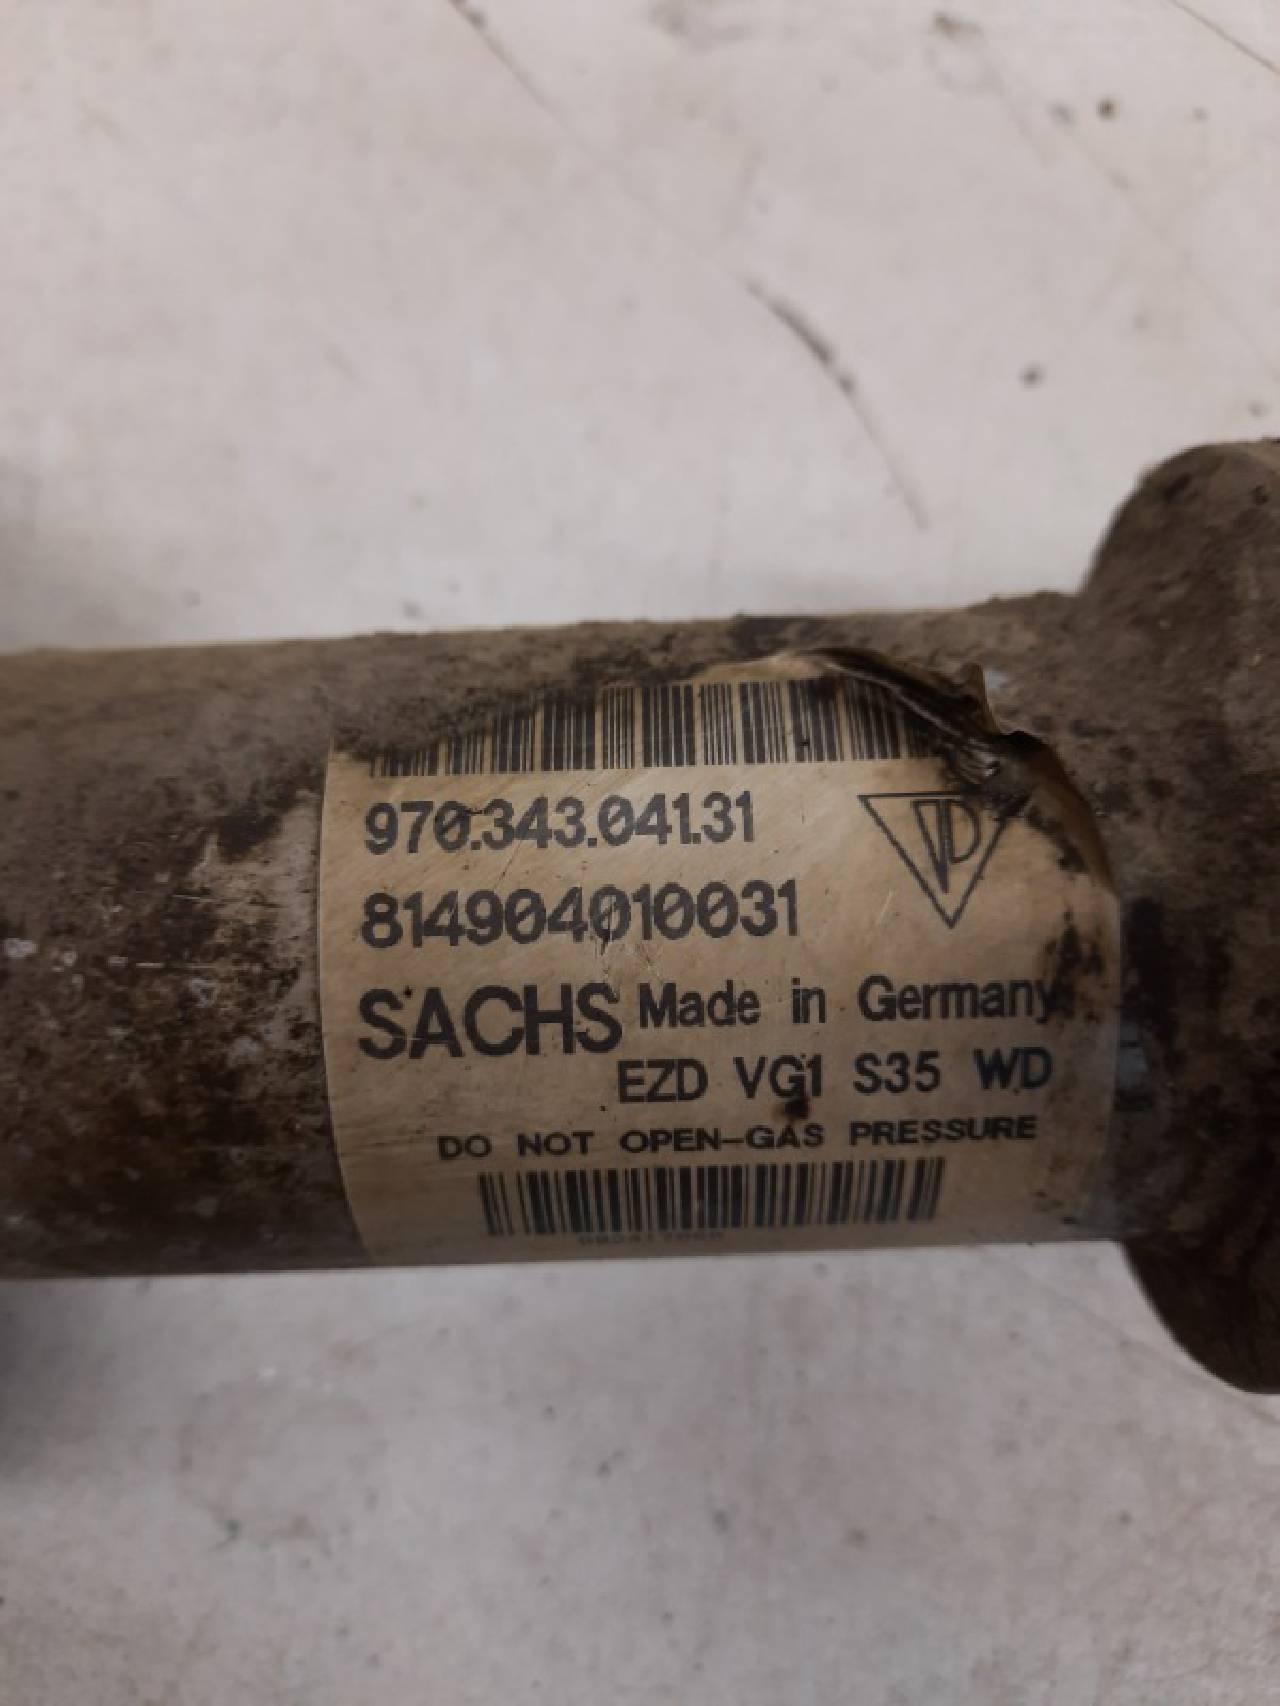 970.343.041.31
814904010031
SACHS Made in Germany
EZD VG1 S35 WD
DO NOT OPEN-GAS PRESSURE